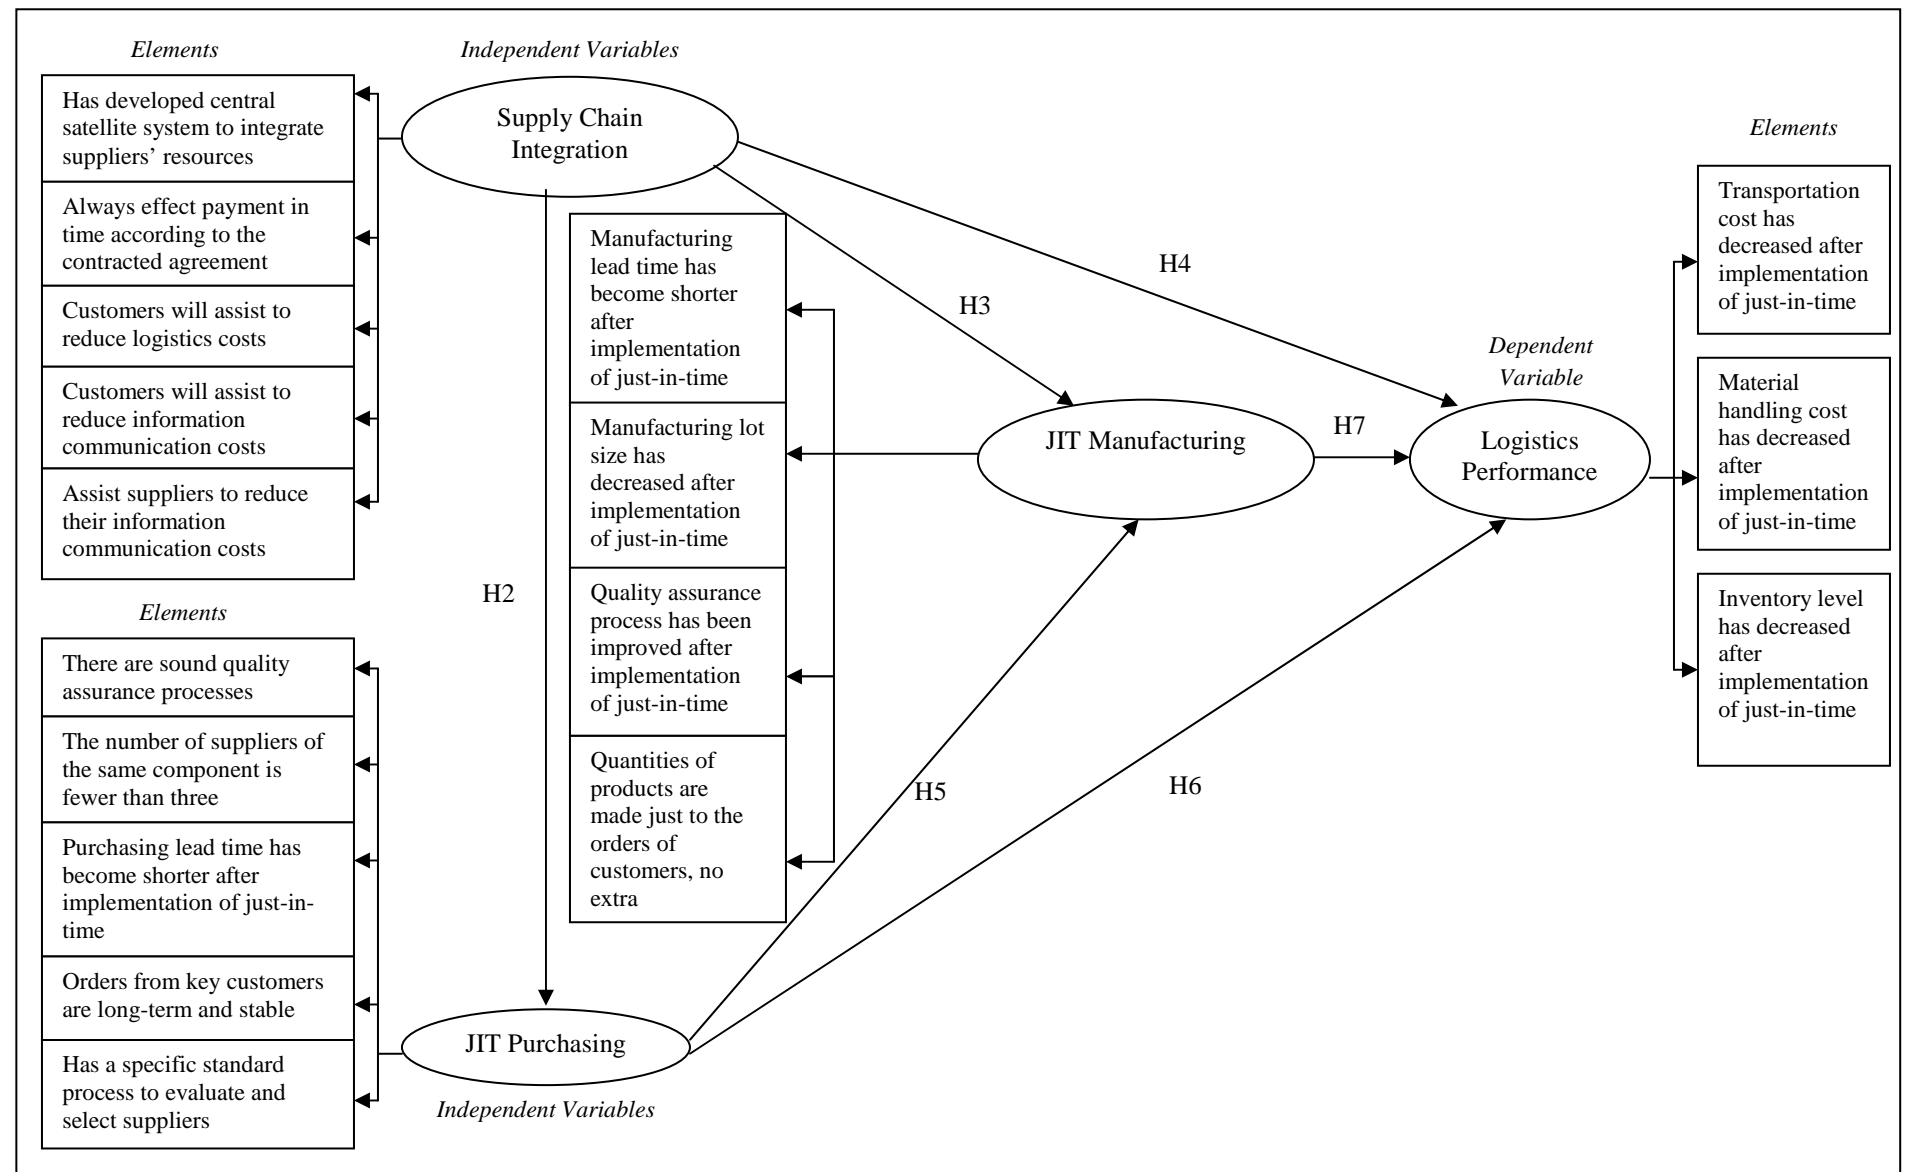 Elements
Has developed central
satellite system to integrate
suppliers’ resources
Always effect payment in
time according to the
contracted agreement
Customers will assist to
reduce logistics costs
Customers will assist to
reduce information
communication costs
Assist suppliers to reduce
their information
communication costs
Elements
There are sound quality
assurance processes
The number of suppliers of
the same component is
fewer than three
Purchasing lead time has
become shorter after
implementation of just-in-
time
Orders from key customers
are long-term and stable
Has a specific standard
process to evaluate and
select suppliers
Independent Variables
Supply Chain
Integration
H2
JIT Purchasing
Independent Variables
Manufacturing
lead time has
become shorter
after
implementation
of just-in-time
Manufacturing lot
size has
decreased after
implementation
of just-in-time
Quality assurance
process has been
improved after
implementation
of just-in-time
Quantities of
products are
made just to the
orders of
customers, no
extra
H3
H4
JIT Manufacturing
H5
H6
H7
Dependent
Variable
Logistics
Performance
Elements
Transportation
cost has
decreased after
implementation
of just-in-time
Material
handling cost
has decreased
after
implementation
of just-in-time
Inventory level
has decreased
after
implementation
of just-in-time